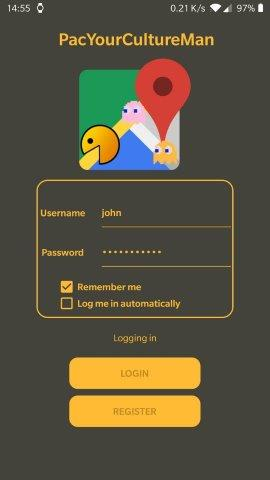 14:55 0.21 K/s 97%
PacYourCultureMan
Username john
Password •••••••••••
Remember me
Log me in automatically
Logging in
LOGIN
REGISTER